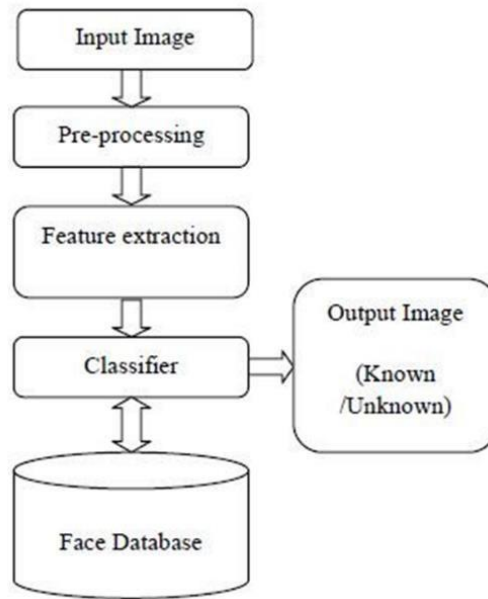 Input Image
Pre-processing
Feature extraction
Classifier
Output Image
(Known
/Unknown)
Face Database